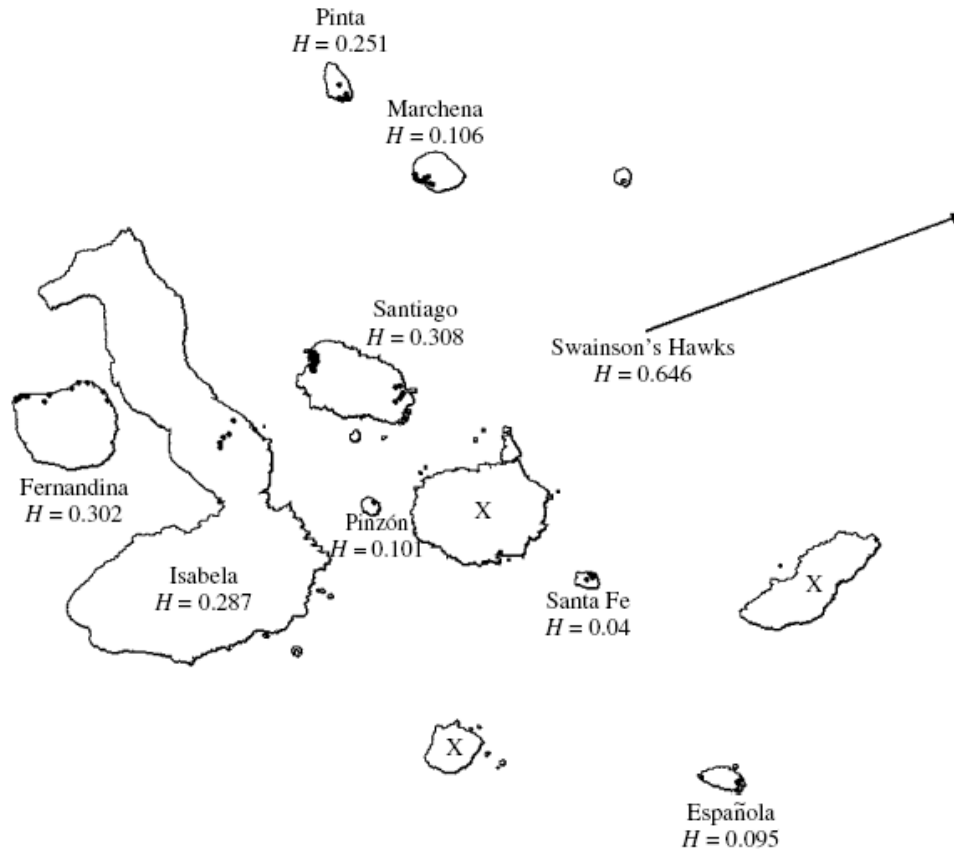 Pinta
H = 0.251
Marchena
H = 0.106
Santiago
H = 0.308
Swainson's Hawks
H = 0.646
Fernandina
H = 0.302
X
Pinzón
H = 0.101
Isabela
H = 0.287
Santa Fe
H = 0.04
X
X
Española
H = 0.095